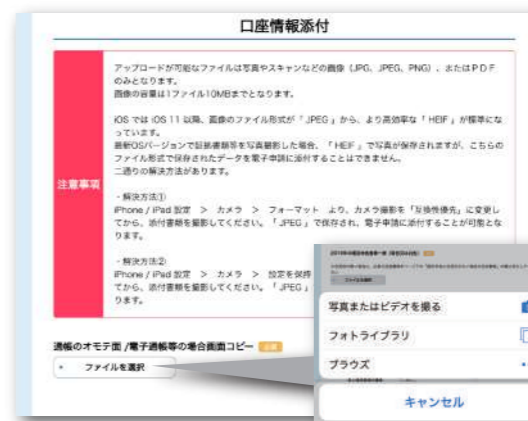 口座情報添付
注意事項
アップロードが可能なファイルは写真やスキャンなどの画像（JPG、JPEG、PNG）、またはＰＤＦ
のみとなります。
画像の容量は1ファイル10MBまでとなります。
iOS では iOS 11 以降、画像のファイル形式が「 JPEG 」から、より高効率な「 HEIF 」が標準にな
っています。
最新OSバージョンで証拠書類等を写真撮影した場合、「 HEIF 」で写真が保存されますが、こちらの
ファイル形式で保存されたデータを電子申請に添付することはできません。
二通りの解決方法があります。
・解決方法①
iPhone / iPad 設定　>　カメラ　>　フォーマット　より、カメラ撮影を「互換性優先」に変更し
てから、添付書類を撮影してください。「 JPEG 」で保存され、電子申請に添付することが可能とな
ります。
・解決方法②
iPhone / iPad 設定　>　カメラ　>　設定を保持
てから、添付書類を撮影してください。「 JPEG 」
ります。
通帳のオモテ面 /電子通帳等の場合画面コピー 必須
・ ファイルを選択
ファイルを選択
写真またはビデオを撮る
フォトライブラリ
ブラウズ
キャンセル